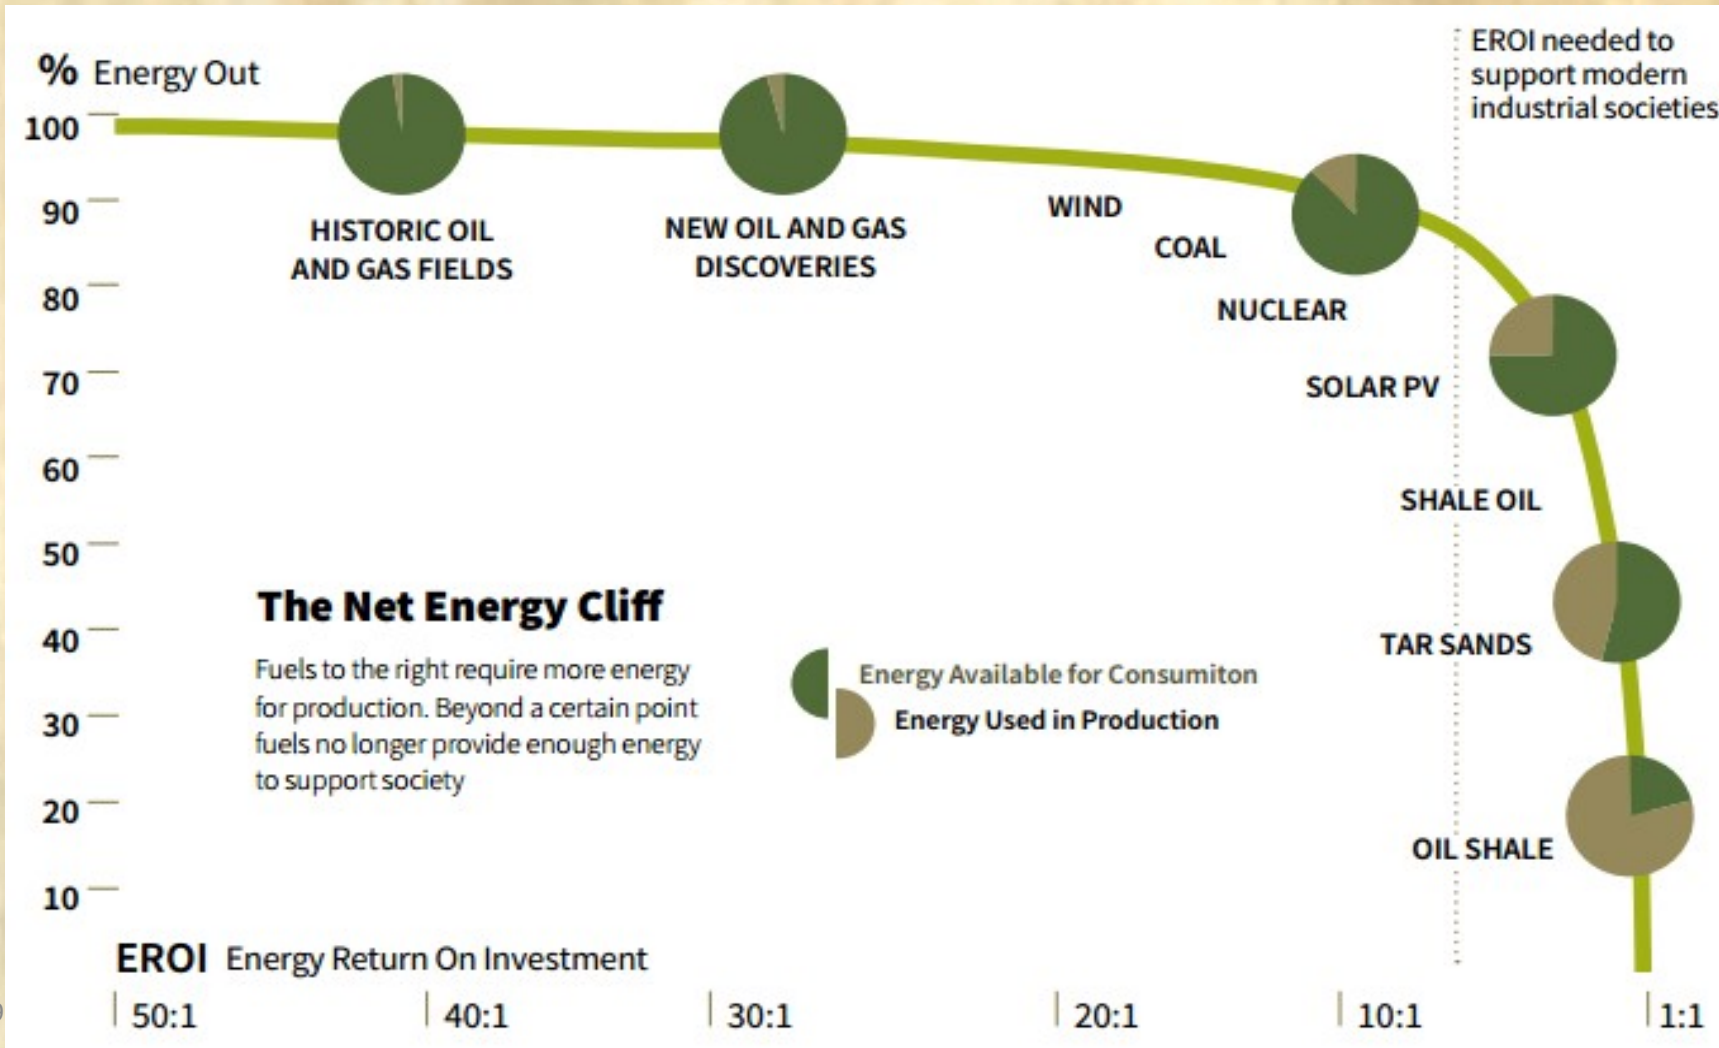 % Energy Out
EROI needed to
support modern
industrial societies
100
90
80
70
60
50
40
30
20
10
HISTORIC OIL
AND GAS FIELDS
NEW OIL AND GAS
DISCOVERIES
WIND
COAL
NUCLEAR
SOLAR PV
SHALE OIL
TAR SANDS
OIL SHALE
The Net Energy Cliff
Fuels to the right require more energy
for production. Beyond a certain point
fuels no longer provide enough energy
to support society
Energy Available for Consumiton
Energy Used in Production
EROI Energy Return On Investment
50:1 40:1 30:1 20:1 10:1 1:1